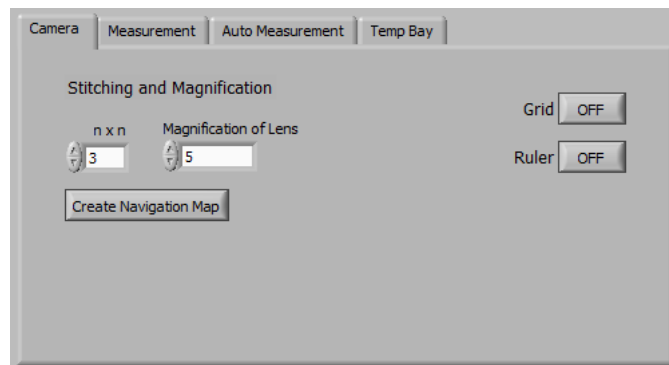 Camera Measurement Auto Measurement Temp Bay
Stitching and Magnification
Grid OFF
n x n Magnification of Lens
3 5
Ruler OFF
Create Navigation Map